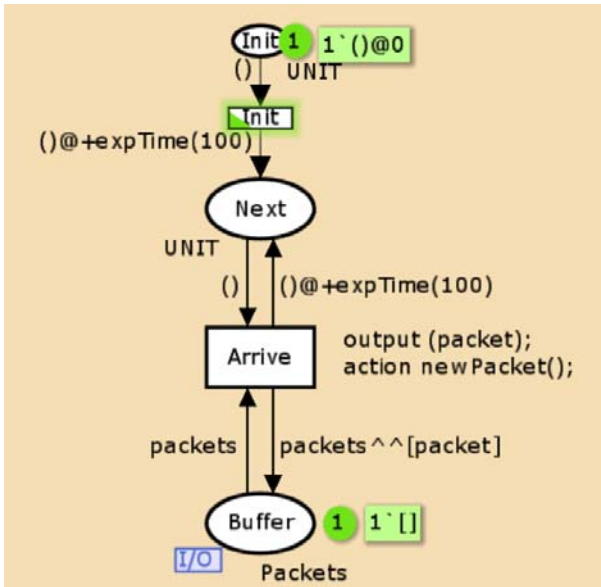 Init 1 1`()@0
() UNIT
Init
()@+expTime(100)
Next
UNIT
() ()@+expTime(100)
Arrive
output (packet);
action newPacket();
packets packets^^[packet]
Buffer 1 1`[]
I/O
Packets